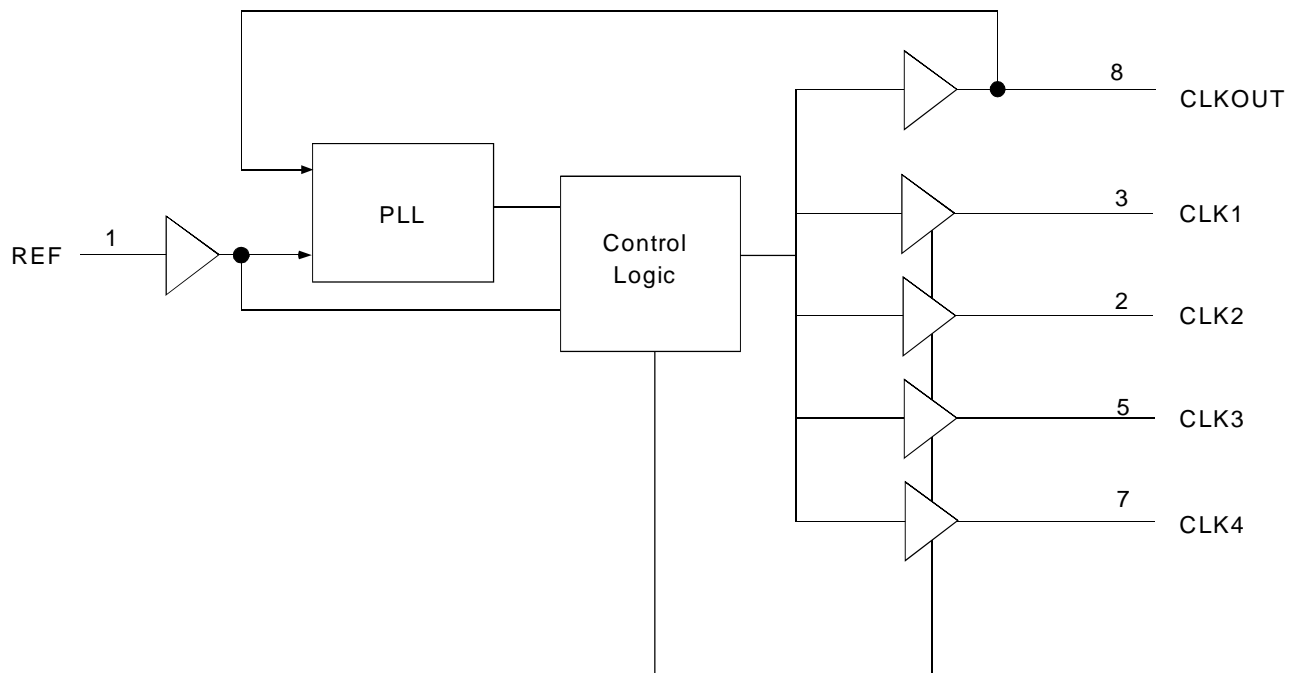 8
CLKOUT
PLL
3
CLK1
REF
1
Control
Logic
2
CLK2
5
CLK3
7
CLK4